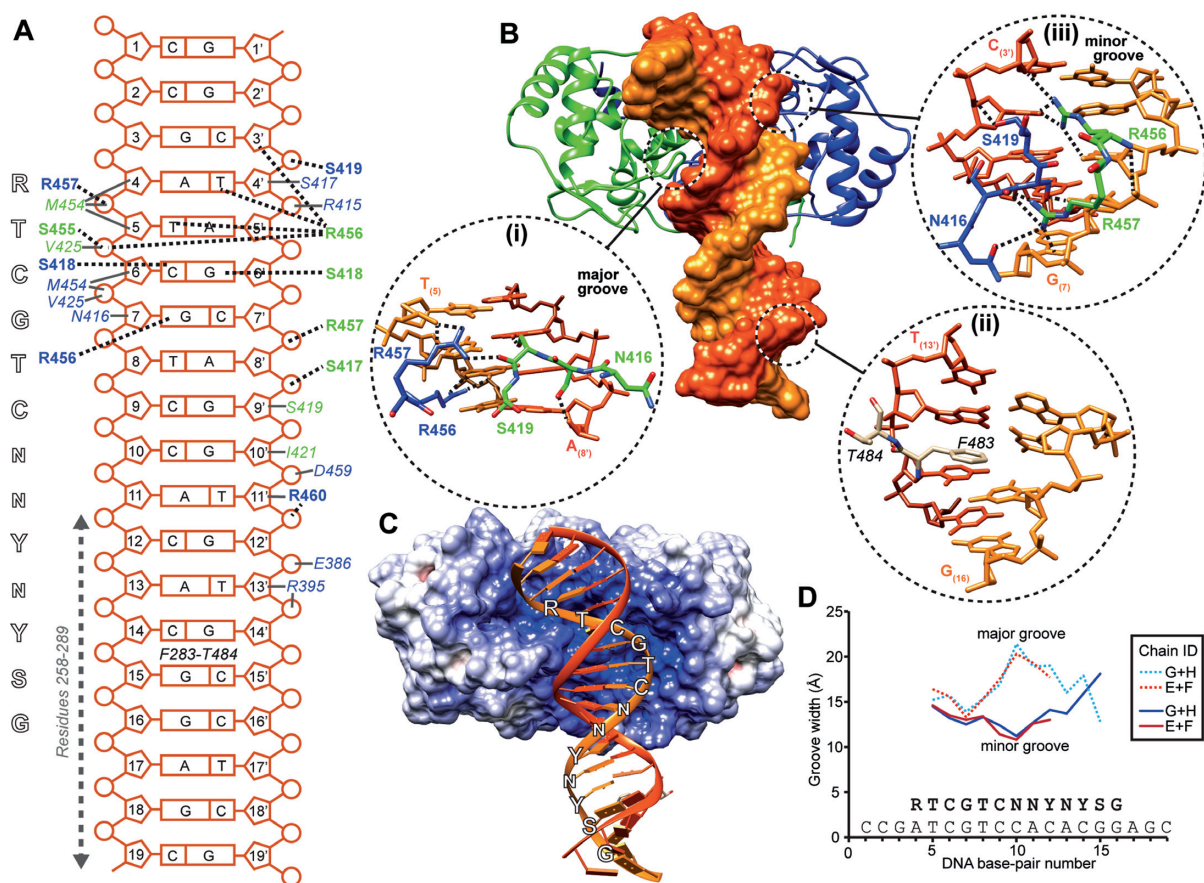 A
1 C G 1'
2 C G 2'
3 G C 3'
S419
4 A T 4'
S417
R
R457
M454
R415
T
S455
5 T A 5'
R456
V425
S418
C
6 C G 6'
S418
M454
V425
G
N416
7 G C 7'
R457
R456
T
8 T A 8'
S417
C
9 C G 9'
S419
N
10 C G 10'
I421
D459
N
11 A T 11'
R460
Y
12 C G 12'
E386
N
13 A T 13'
R395
Y
14 C G 14'
F283-T484
S
15 G C 15'
G
16 G C 16'
17 A T 17'
18 G C 18'
19 C G 19'
Residues 258-289
B
(i)
major
groove
T(5)
R457
N416
R456
S419
A(8')
(iii)
C(3')
minor
groove
S419
R456
N416
R457
G(7)
(ii)
T(13')
F483
T484
G(16)
C
R T C G T C N N Y N Y S G
D
Groove width (Å)
25
20
15
10
5
0
major groove
minor groove
Chain ID
G+H
E+F
G+H
E+F
R T C G T C N N Y N Y S G
C C G A T C G T C C A C A C G G A G C
0 5 10 15
DNA base-pair number